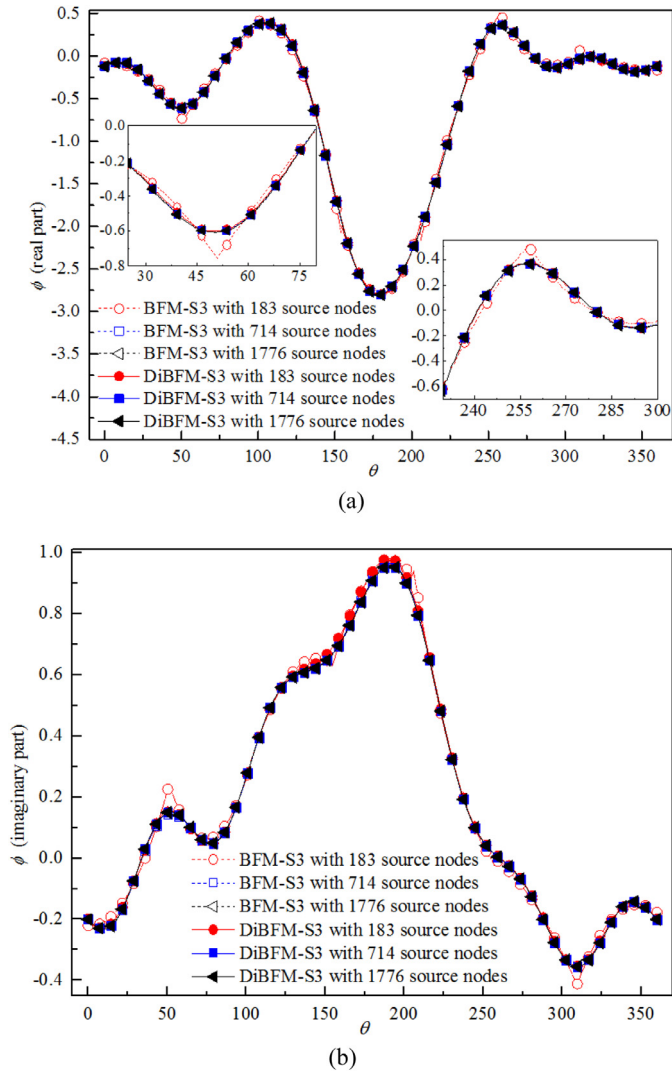 0.5
0.0
-0.5
-1.0
-1.5
-2.0
-2.5
-3.0
-3.5
-4.0
-4.5
ϕ (real part)
0.0
-0.2
-0.4
-0.6
-0.8
30 45 60 75
0.4
0.2
0.0
-0.2
-0.4
-0.6
240 255 270 285 300
BFM-S3 with 183 source nodes
BFM-S3 with 714 source nodes
BFM-S3 with 1776 source nodes
DiBFM-S3 with 183 source nodes
DiBFM-S3 with 714 source nodes
DiBFM-S3 with 1776 source nodes
0 50 100 150 200 250 300 350
θ
(a)
1.0
0.8
0.6
0.4
0.2
0.0
-0.2
-0.4
ϕ (imaginary part)
BFM-S3 with 183 source nodes
BFM-S3 with 714 source nodes
BFM-S3 with 1776 source nodes
DiBFM-S3 with 183 source nodes
DiBFM-S3 with 714 source nodes
DiBFM-S3 with 1776 source nodes
0 50 100 150 200 250 300 350
θ
(b)